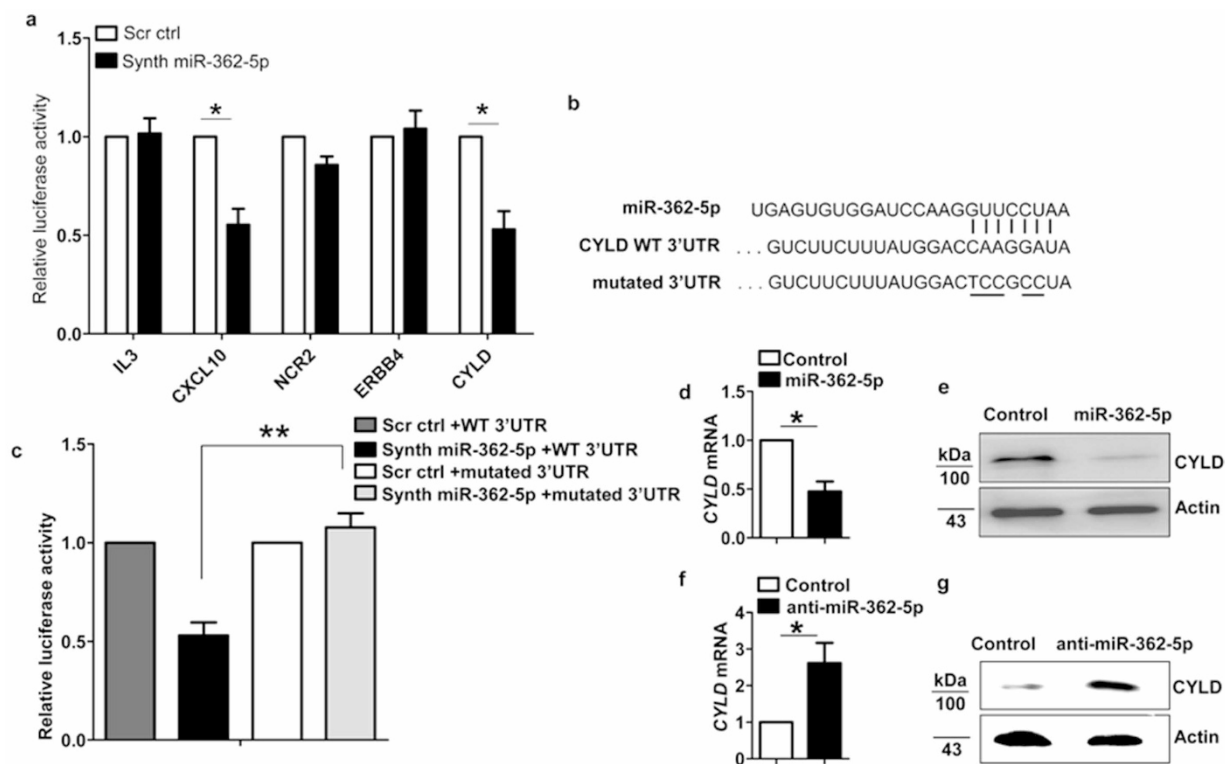 a
Scr ctrl
Synth miR-362-5p
Relative luciferase activity
1.5
1.0
0.5
0.0
*
*
IL3
CXCL10
NCR2
ERBB4
CYLD
b
miR-362-5p UGAGUGUGGAUCCAAGGUUCCUAA
CYLD WT 3'UTR ...GUCUUCUUUAUGGACCAAGGAUA
mutated 3'UTR ...GUCUUCUUUAUGGACTCCGCCUA
c
Scr ctrl +WT 3'UTR
Synth miR-362-5p +WT 3'UTR
Scr ctrl +mutated 3'UTR
Synth miR-362-5p +mutated 3'UTR
Relative luciferase activity
1.5
1.0
0.5
0.0
**
d
Control
miR-362-5p
CYLD mRNA
1.5
1.0
0.5
0.0
*
e
Control miR-362-5p
kDa
100
CYLD
43
Actin
f
Control
anti-miR-362-5p
CYLD mRNA
4
3
2
1
0
*
g
Control anti-miR-362-5p
kDa
100
CYLD
43
Actin